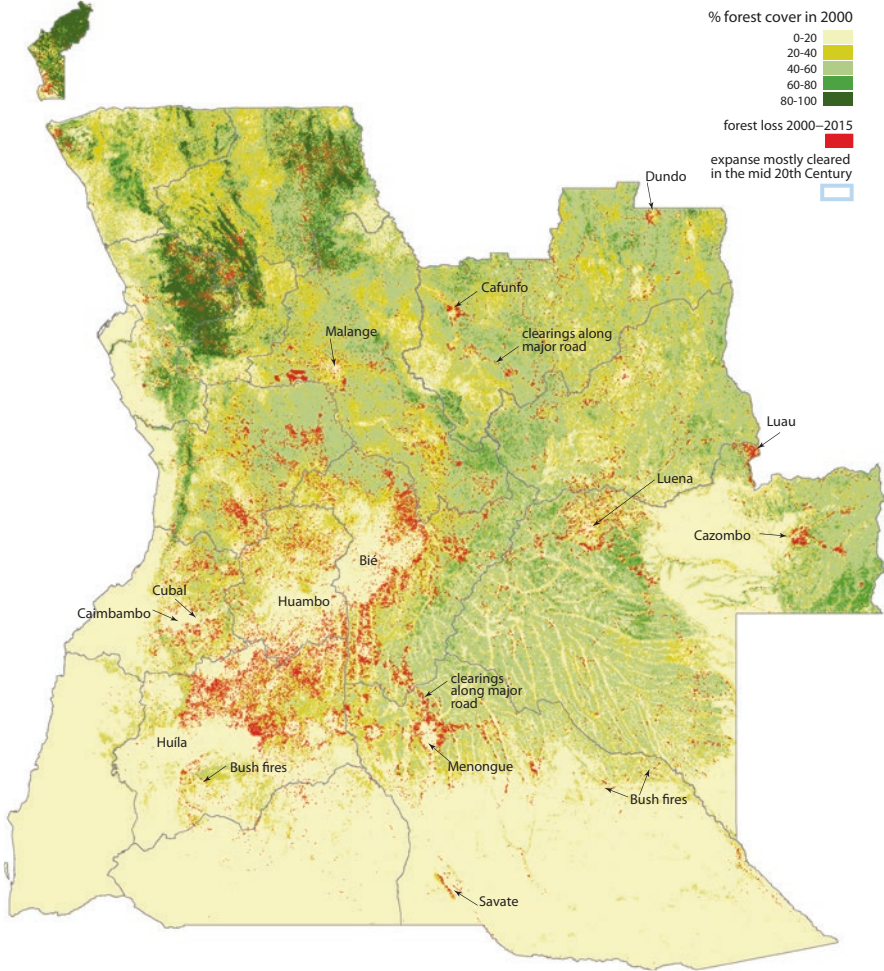 % forest cover in 2000
0-20
20-40
40-60
60-80
80-100
forest loss 2000–2015
expanse mostly cleared
in the mid 20th Century
Dundo
Cafunfo
clearings along
major road
Malange
Luau
Luena
Cazombo
Bié
Huambo
Cubal
Caimbambo
clearings
along major
road
Huíla
Menongue
Bush fires
Bush fires
Savate